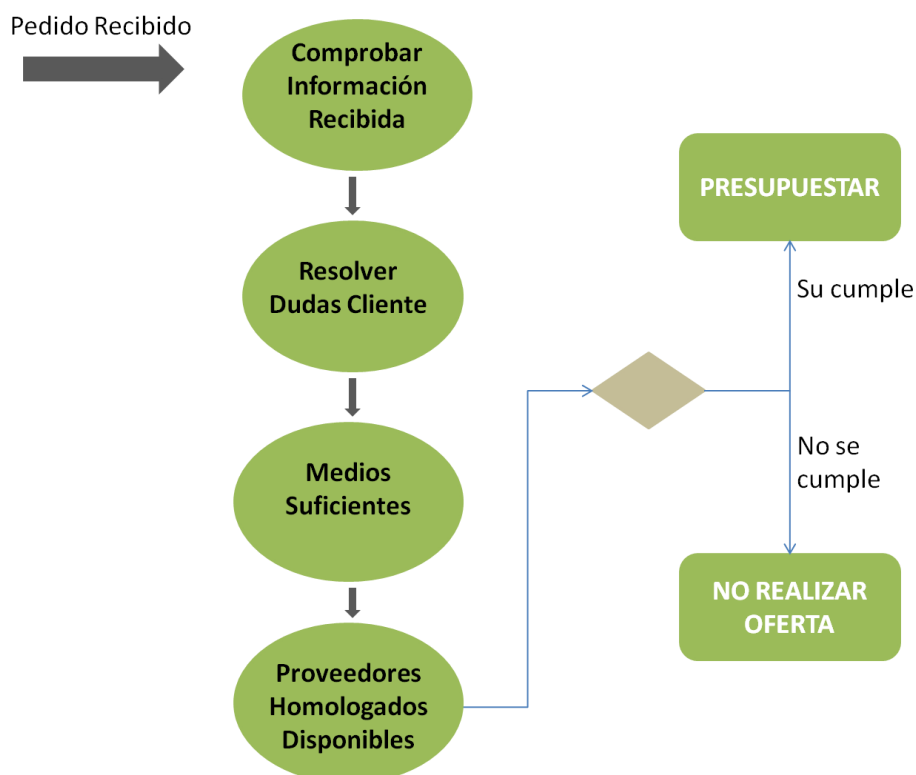 Pedido Recibido
Comprobar
Información
Recibida
Resolver
Dudas Cliente
Medios
Suficientes
Proveedores
Homologados
Disponibles
PRESUPUESTAR
Su cumple
No se
cumple
NO REALIZAR
OFERTA